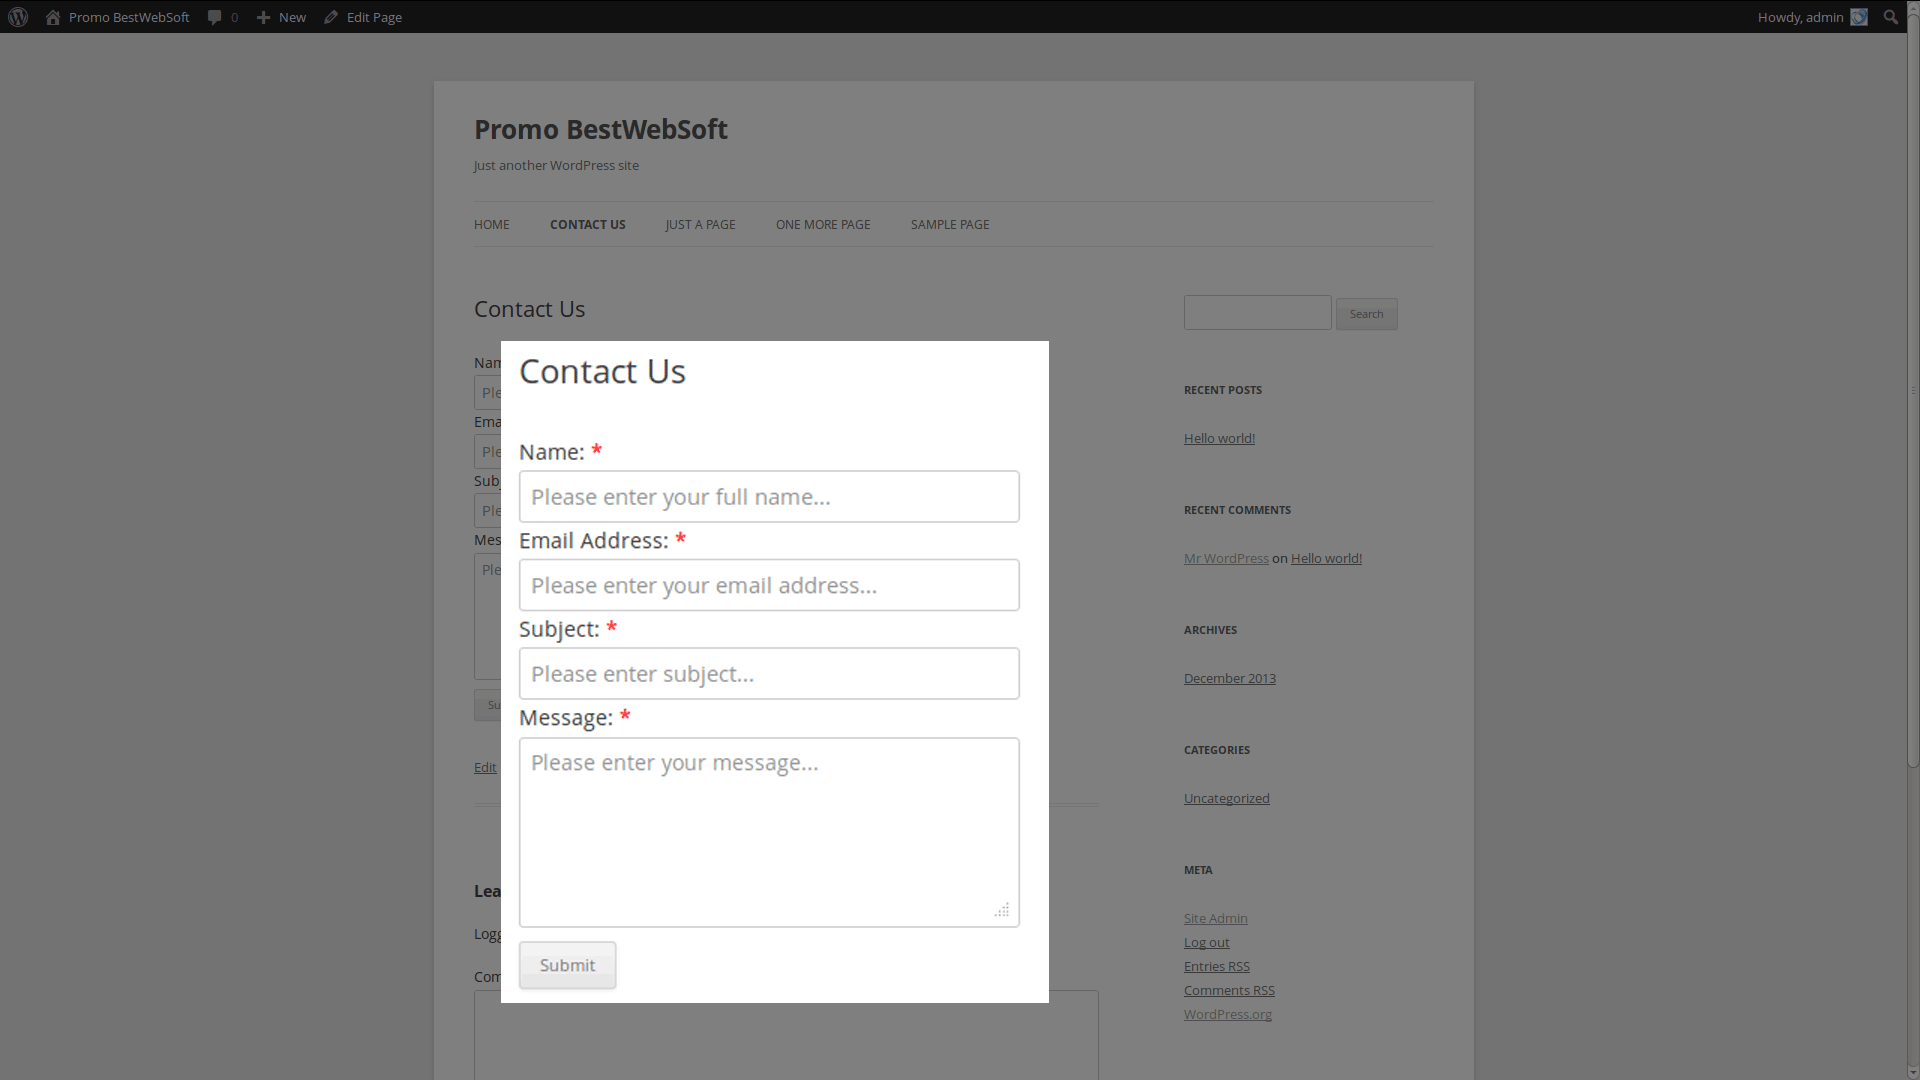 Promo BestWebSoft 0 New Edit Page Howdy, admin
Promo BestWebSoft
Just another WordPress site
HOME CONTACT US JUST A PAGE ONE MORE PAGE SAMPLE PAGE
Contact Us
Nam
Ple
Ema
Ple
Subj
Ple
Mes
Ple
Su
Edit
Lea
Logg
Com
Contact Us
Name: *
Please enter your full name...
Email Address: *
Please enter your email address...
Subject: *
Please enter subject...
Message: *
Please enter your message...
Submit
Search
RECENT POSTS
Hello world!
RECENT COMMENTS
Mr WordPress on Hello world!
ARCHIVES
December 2013
CATEGORIES
Uncategorized
META
Site Admin
Log out
Entries RSS
Comments RSS
WordPress.org